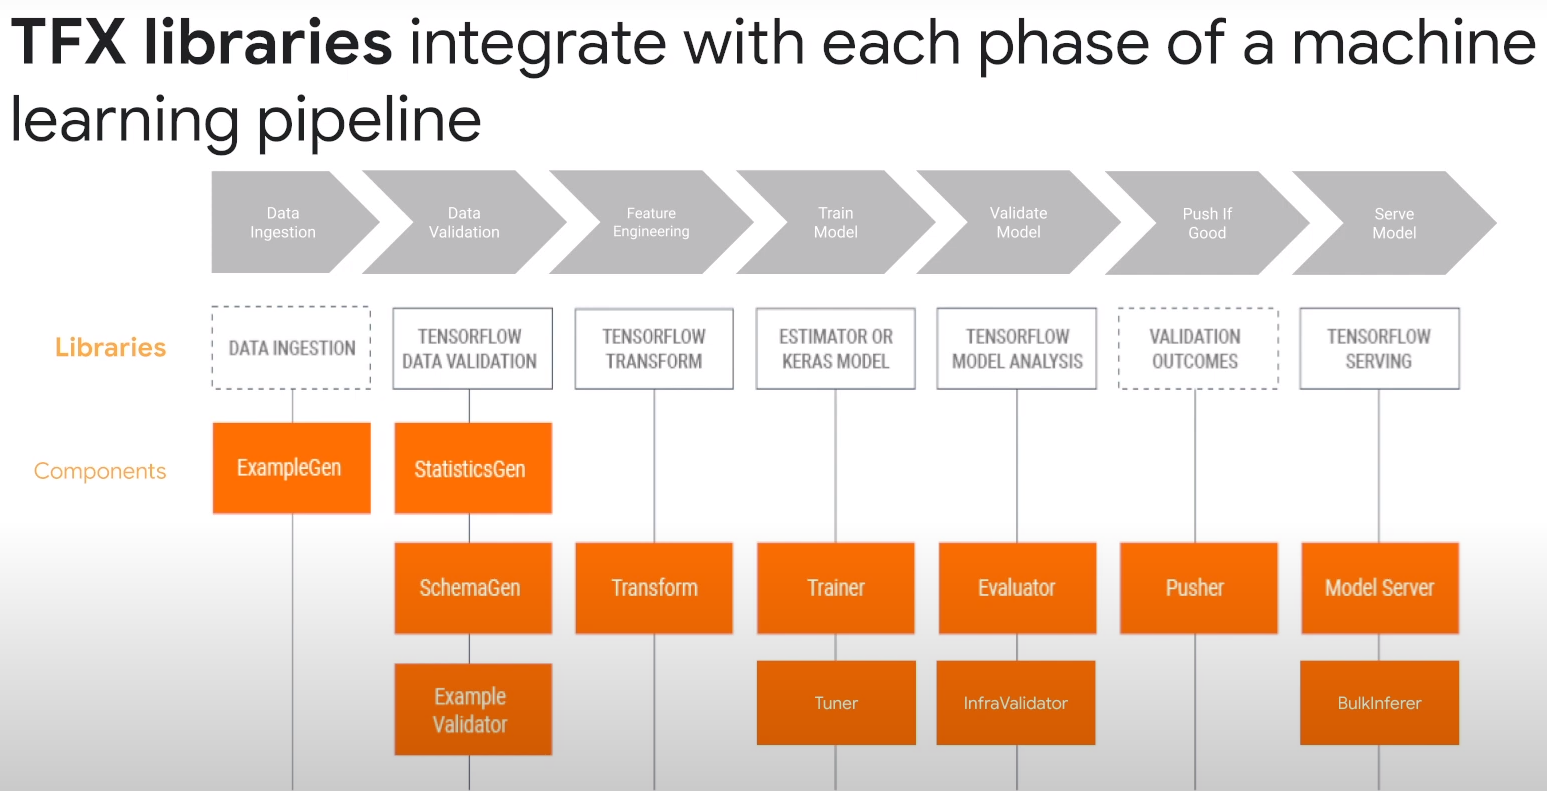 TFX libraries integrate with each phase of a machine
learning pipeline
Data
Ingestion
Data
Validation
Feature
Engineering
Train
Model
Validate
Model
Push If
Good
Serve
Model
Libraries
DATA INGESTION
TENSORFLOW
DATA VALIDATION
TENSORFLOW
TRANSFORM
ESTIMATOR OR
KERAS MODEL
TENSORFLOW
MODEL ANALYSIS
VALIDATION
OUTCOMES
TENSORFLOW
SERVING
Components
ExampleGen
StatisticsGen
SchemaGen
Transform
Trainer
Evaluator
Pusher
Model Server
Example
Validator
Tuner
InfraValidator
BulkInferer